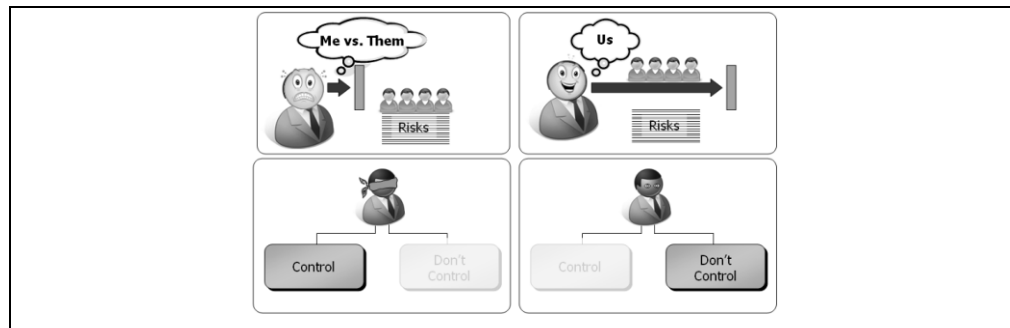 Me vs. Them
Risks
Us
Risks
Control
Don't
Control
Control
Don't
Control